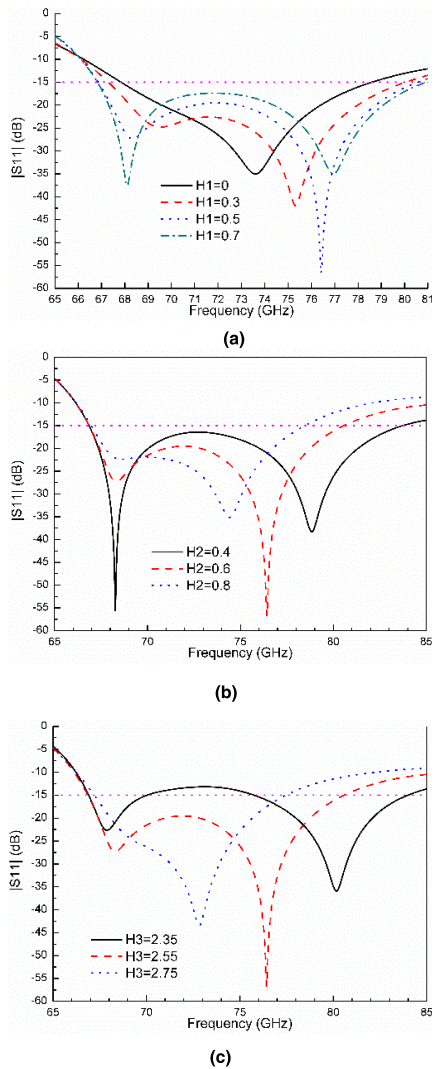 0
-5
-10
-15
-20
-25
-30
-35
-40
-45
-50
-55
-60
|S11| (dB)
H1=0
H1=0.3
H1=0.5
H1=0.7
65 66 67 68 69 70 71 72 73 74 75 76 77 78 79 80 81
Frequency (GHz)
(a)
0
-5
-10
-15
-20
-25
-30
-35
-40
-45
-50
-55
-60
|S11| (dB)
H2=0.4
H2=0.6
H2=0.8
65 70 75 80 85
Frequency (GHz)
(b)
0
-5
-10
-15
-20
-25
-30
-35
-40
-45
-50
-55
-60
|S11| (dB)
H3=2.35
H3=2.55
H3=2.75
65 70 75 80 85
Frequency (GHz)
(c)